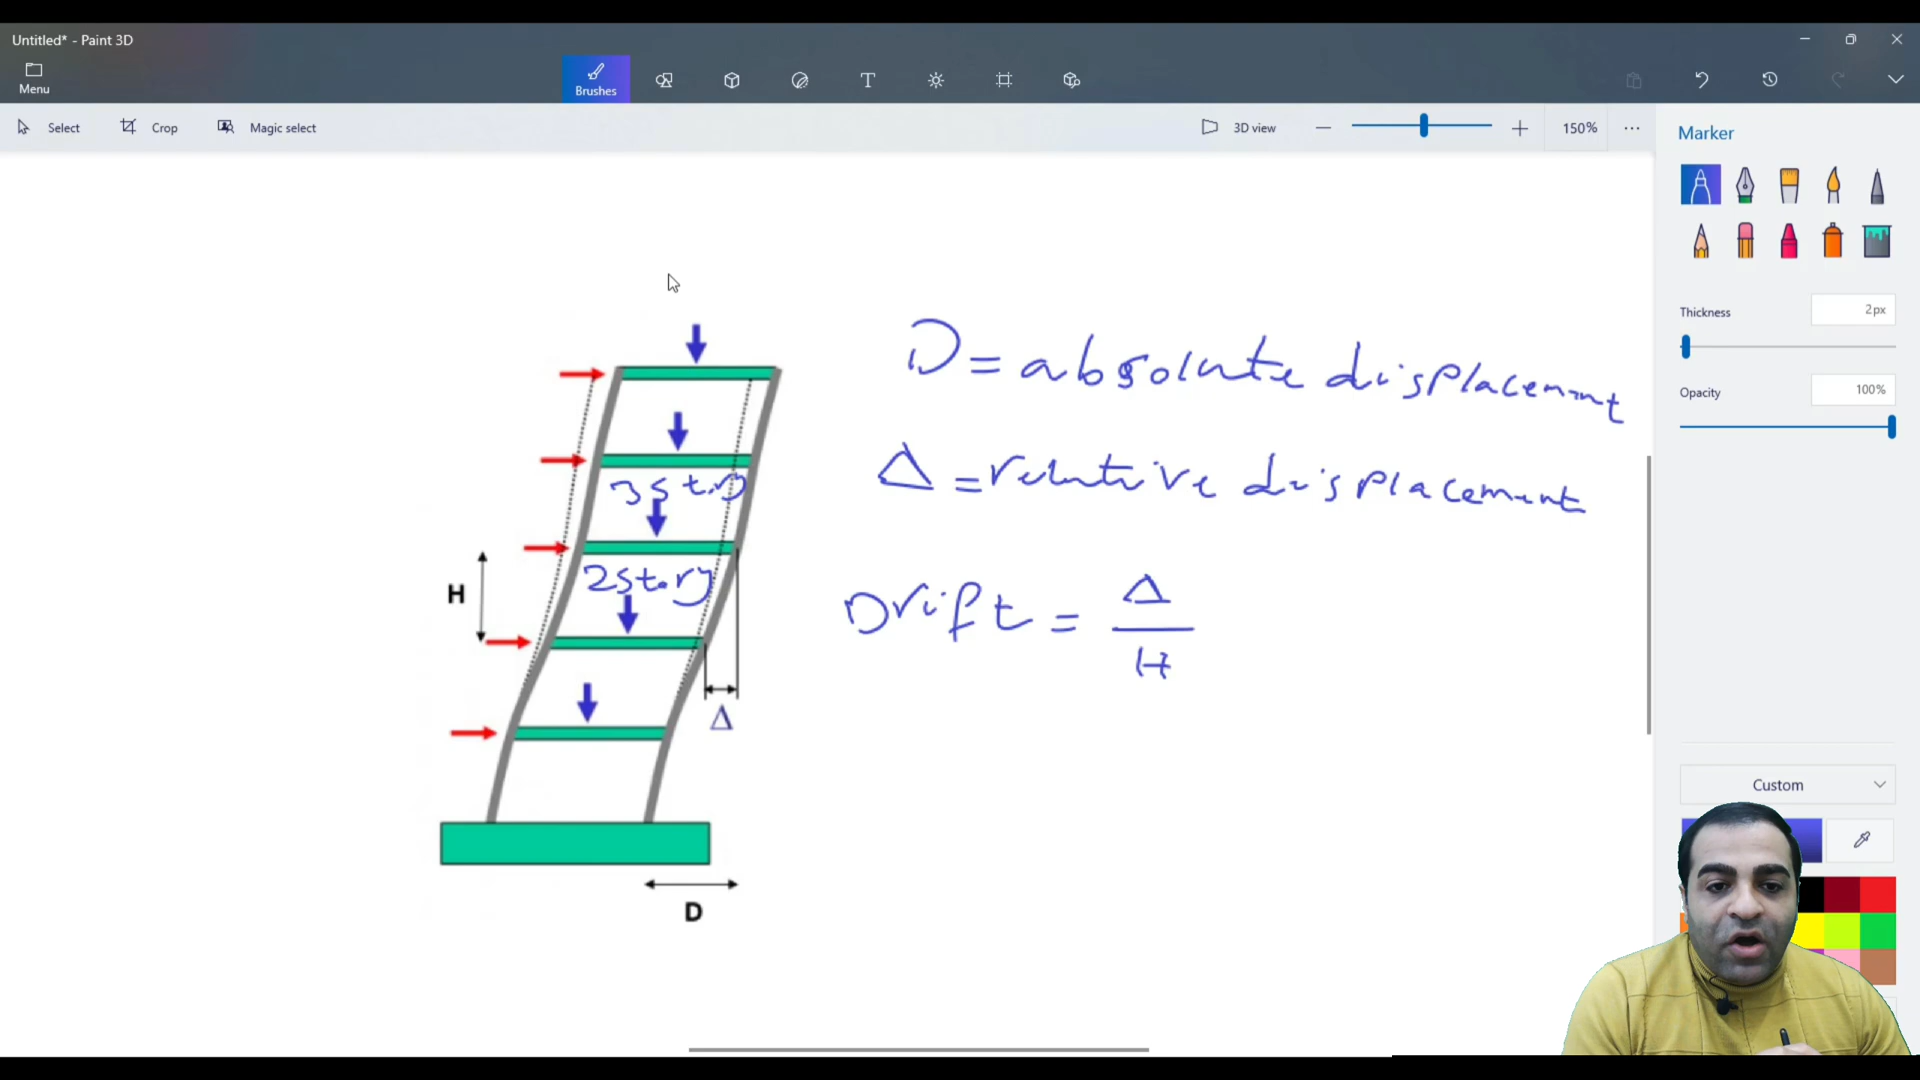 Untitled* - Paint 3D
Menu
Brushes
Select
Crop
Magic select
3D view
150%
Marker
Thickness
2px
Opacity
100%
Custom
D = absolute displacement
Δ = relative displacement
Drift = Δ / H
3 story
2 story
H
Δ
D